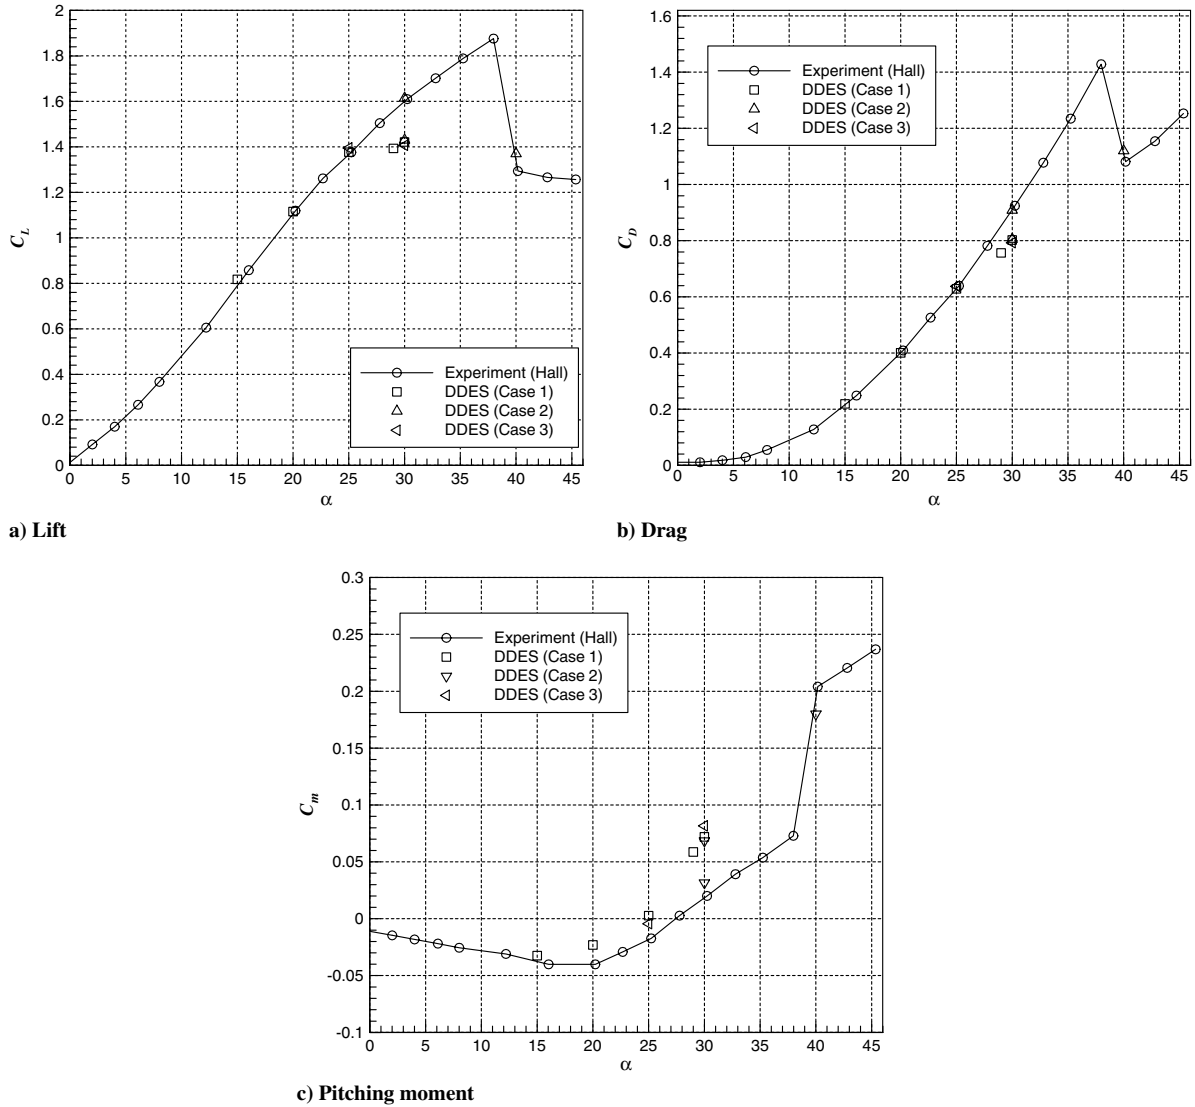 2
1.8
1.6
1.4
1.2
1
0.8
0.6
0.4
0.2
0
C_L
0 5 10 15 20 25 30 35 40 45
α
Experiment (Hall)
DDES (Case 1)
DDES (Case 2)
DDES (Case 3)
a) Lift
1.6
1.4
1.2
1
0.8
0.6
0.4
0.2
0
C_D
0 5 10 15 20 25 30 35 40 45
α
Experiment (Hall)
DDES (Case 1)
DDES (Case 2)
DDES (Case 3)
b) Drag
0.3
0.25
0.2
0.15
0.1
0.05
0
-0.05
-0.1
C_m
0 5 10 15 20 25 30 35 40 45
α
Experiment (Hall)
DDES (Case 1)
DDES (Case 2)
DDES (Case 3)
c) Pitching moment